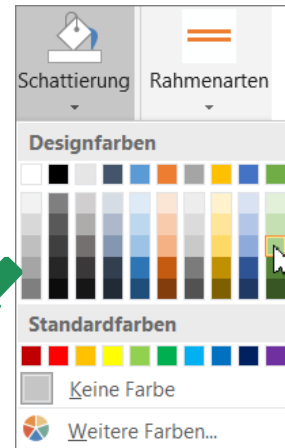 Schattierung Rahmenarten
Designfarben
Standardfarben
Keine Farbe
Weitere Farben...